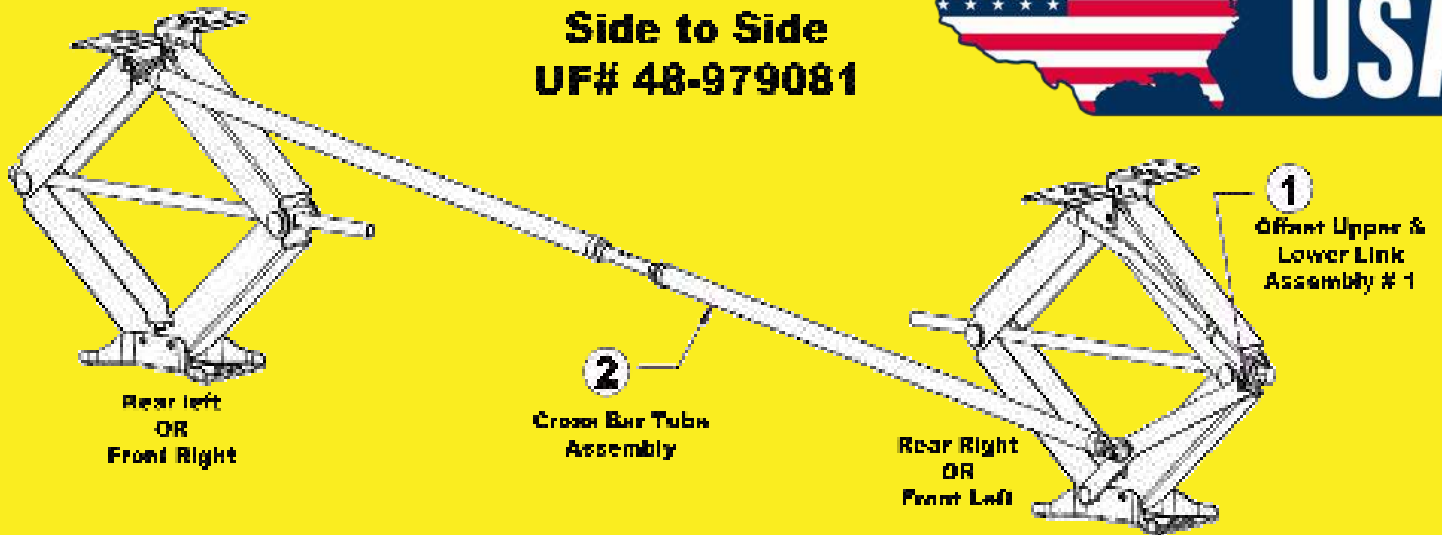 Side to Side
UF# 48-979081
USA
1
Offset Upper &
Lower Link
Assembly # 1
2
Cross Bar Tube
Assembly
Rear left
OR
Front Right
Rear Right
OR
Front Left